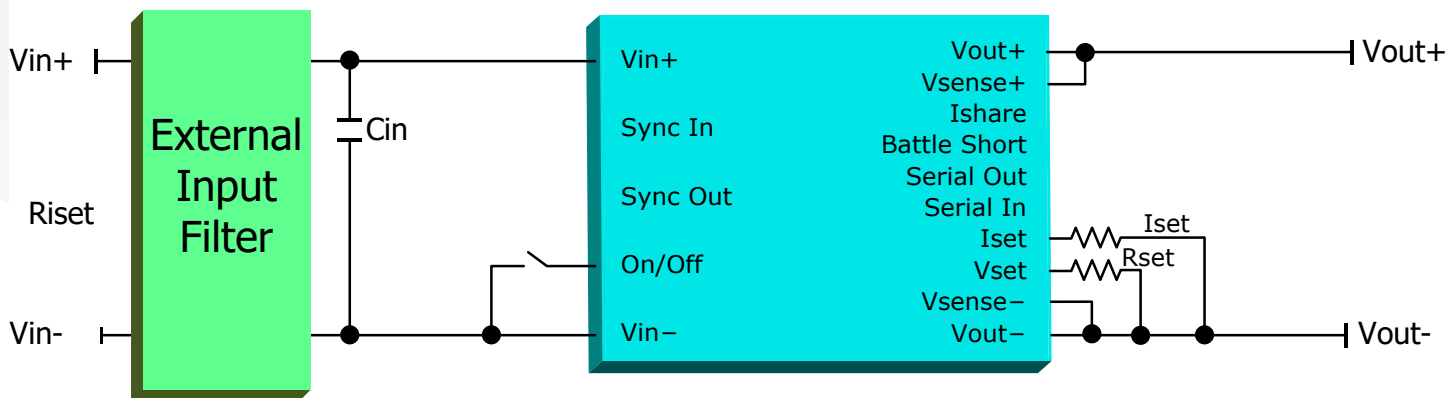 Vin+
Riset
Vin-
External
Input
Filter
Cin
Vin+
Sync In
Sync Out
On/Off
Vin−
Vout+
Vsense+
Ishare
Battle Short
Serial Out
Serial In
Iset
Vset
Vsense−
Vout−
Iset
Rset
Vout+
Vout-